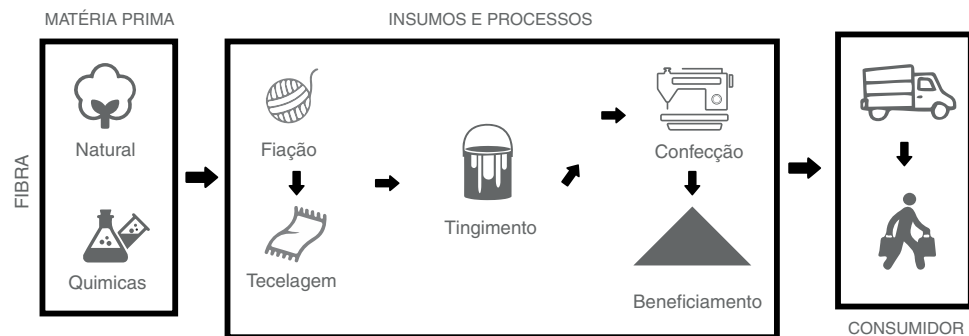 MATÉRIA PRIMA
INSUMOS E PROCESSOS
FIBRA
Natural
Quimicas
Fiação
Tecelagem
Tingimento
Confecção
Beneficiamento
CONSUMIDOR